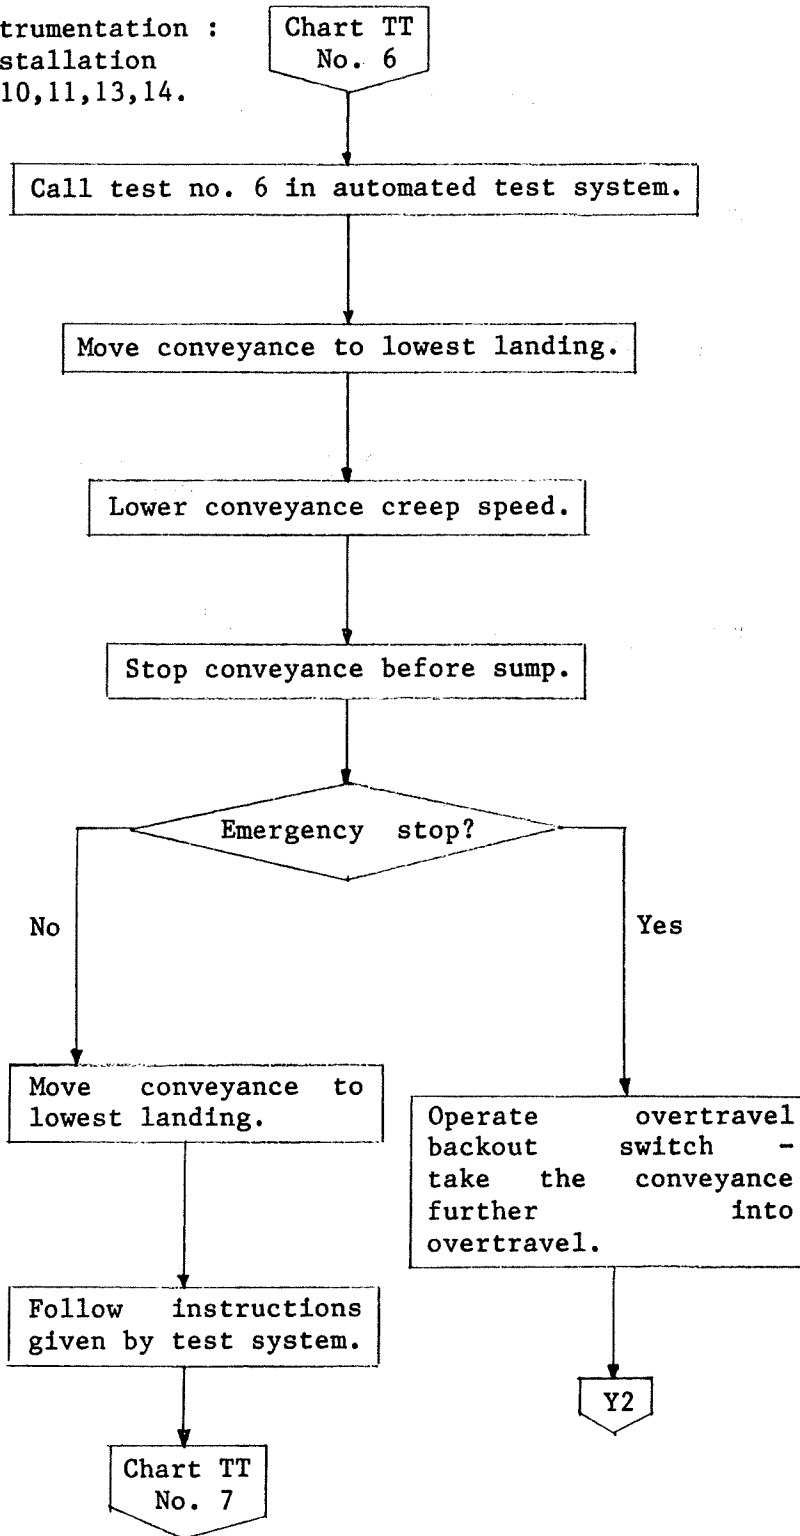 trumentation :
stallation
10,11,13,14.
Chart TT
No. 6
Call test no. 6 in automated test system.
Move conveyance to lowest landing.
Lower conveyance creep speed.
Stop conveyance before sump.
Emergency stop?
No
Yes
Move conveyance to
lowest landing.
Operate overtravel
backout switch -
take the conveyance
further into
overtravel.
Follow instructions
given by test system.
Y2
Chart TT
No. 7